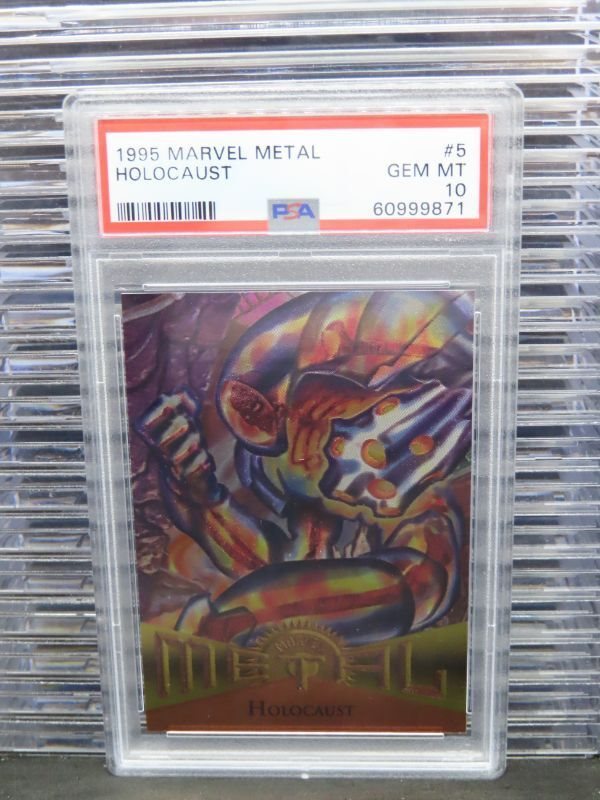 1995 MARVEL METAL #5
HOLOCAUST GEM MT
10
PSA 60999871
METAL
HOLOCAUST